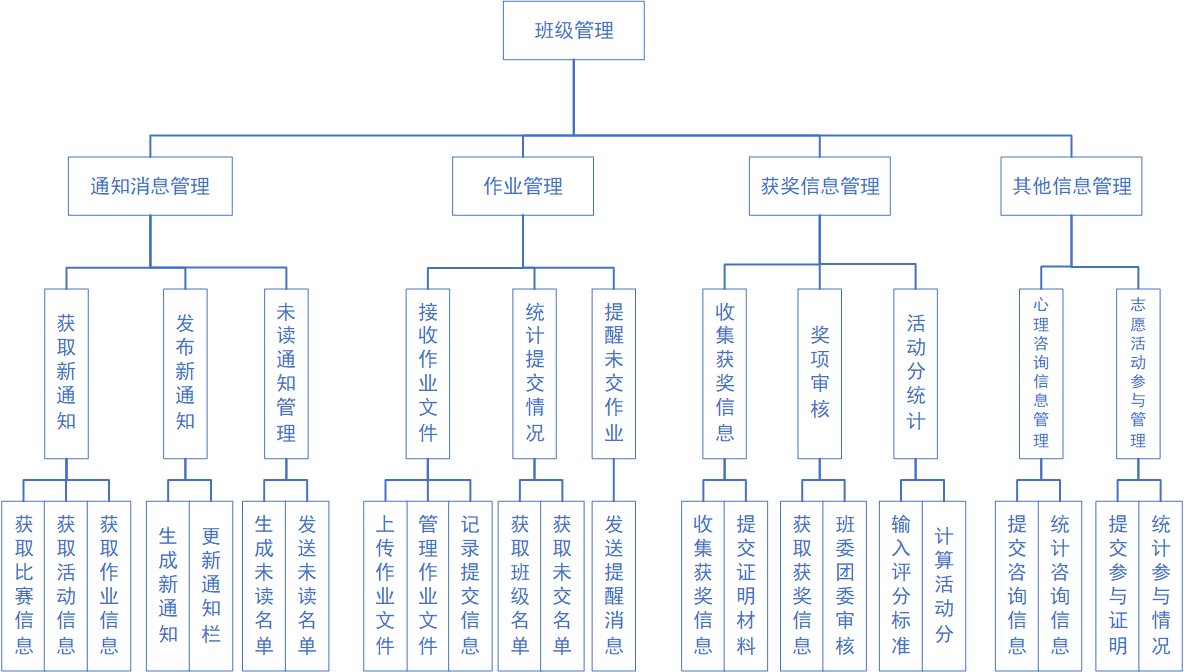 班级管理
通知消息管理
作业管理
获奖信息管理
其他信息管理
获取新通知
发布新通知
未读通知管理
接收作业文件
统计提交情况
提醒未交作业
收集获奖信息
奖项审核
活动分统计
心理咨询信息管理
志愿活动参与管理
获取比赛信息
获取活动信息
获取作业信息
生成新通知
更新通知栏
生成未读名单
发送未读名单
上传作业文件
管理作业文件
记录提交信息
获取班级名单
获取未交名单
发送提醒消息
收集获奖信息
提交证明材料
获取获奖信息
班委团委审核
输入评分标准
计算活动分
提交咨询信息
统计咨询信息
提交参与证明
统计参与情况